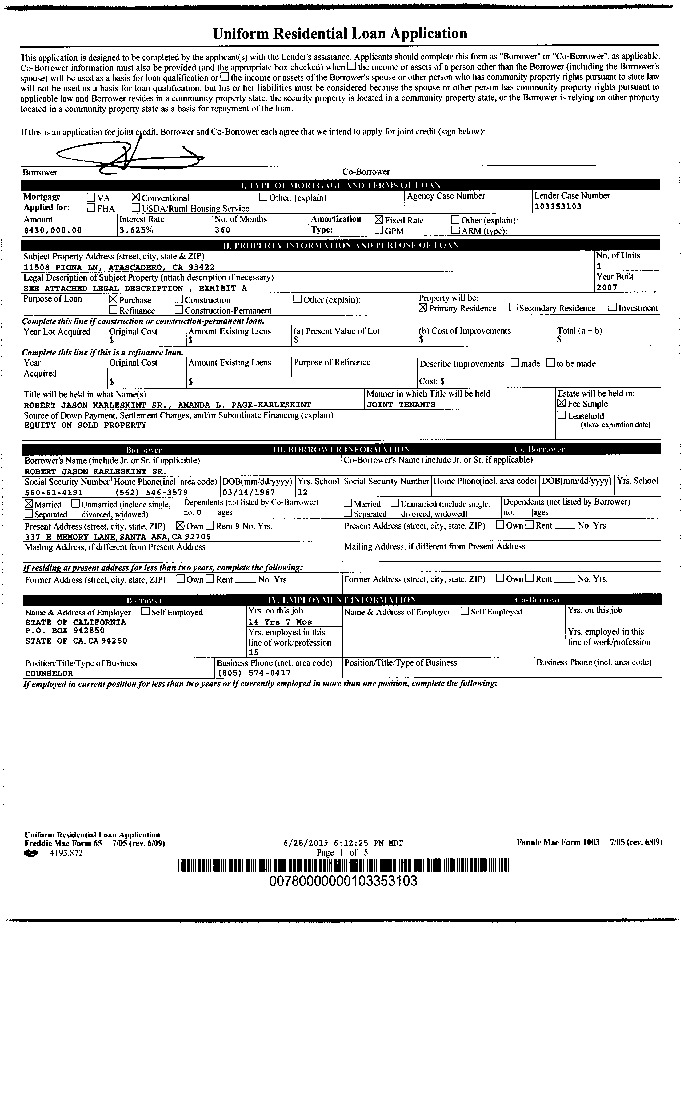 Uniform Residential Loan Application
This application is designed to be completed by the applicant(s) with the Lender's assistance. Applicants should complete this form as "Borrower" or "Co-Borrower", as applicable.
Co-Borrower information must also be provided (and the appropriate box checked) when ☐ the income or assets of a person other than the Borrower (including the Borrower's
spouse) will be used as a basis for loan qualification or ☐ the income or assets of the Borrower's spouse or other person who has community property rights pursuant to state law
will not be used as a basis for loan qualification, but his or her liabilities must be considered because the spouse or other person has community property rights pursuant to
applicable law and Borrower resides in a community property state, the security property is located in a community property state, or the Borrower is relying on other property
located in a community property state as a basis for repayment of the loan.
If this is an application for joint credit, Borrower and Co-Borrower each agree that we intend to apply for joint credit (sign below):
Borrower Co-Borrower
I. TYPE OF MORTGAGE AND TERMS OF LOAN
Mortgage ☐ VA ☒ Conventional ☐ Other (explain) Agency Case Number Lender Case Number
Applied for: ☐ FHA ☐ USDA/Rural Housing Service 103353103
Amount Interest Rate No. of Months Amortization ☒ Fixed Rate ☐ Other (explain):
$430,000.00 3.625% 360 Type: ☐ GPM ☐ ARM (type):
II. PROPERTY INFORMATION AND PURPOSE OF LOAN
Subject Property Address (street, city, state & ZIP) No. of Units
ATASCADERO, CA 93422 1
Legal Description of Subject Property (attach description if necessary) Year Built
SEE ATTACHED LEGAL DESCRIPTION , EXHIBIT A 2007
Purpose of Loan ☒ Purchase ☐ Construction ☐ Other (explain): Property will be:
☐ Refinance ☐ Construction-Permanent ☒ Primary Residence ☐ Secondary Residence ☐ Investment
Complete this line if construction or construction-permanent loan.
Year Lot Acquired Original Cost Amount Existing Liens (a) Present Value of Lot (b) Cost of Improvements Total (a + b)
$ $ $ $ $
Complete this line if this is a refinance loan.
Year Original Cost Amount Existing Liens Purpose of Refinance Describe Improvements ☐ made ☐ to be made
Acquired
$ $ Cost: $
Title will be held in what Name(s) Manner in which Title will be held Estate will be held in:
ROBERT JASON KARLESKINT SR., AMANDA L. PAGE-KARLESKINT JOINT TENANTS ☒ Fee Simple
Source of Down Payment, Settlement Charges, and/or Subordinate Financing (explain) ☐ Leasehold
EQUITY ON SOLD PROPERTY (show expiration date)
Borrower III. BORROWER INFORMATION Co-Borrower
Borrower's Name (include Jr. or Sr. if applicable) Co-Borrower's Name (include Jr. or Sr. if applicable)
ROBERT JASON KARLESKINT SR.
Social Security Number Home Phone(incl. area code) DOB(mm/dd/yyyy) Yrs. School Social Security Number Home Phone(incl. area code) DOB(mm/dd/yyyy) Yrs. School
560-61-4191 (562) 546-3579 03/14/1967 12
☒ Married ☐ Unmarried (include single, Dependents (not listed by Co-Borrower) ☐ Married ☐ Unmarried (include single, Dependents (not listed by Borrower)
☐ Separated divorced, widowed) no. 0 ages ☐ Separated divorced, widowed) no. ages
Present Address (street, city, state, ZIP) ☒ Own ☐ Rent 9 No. Yrs. Present Address (street, city, state, ZIP) ☐ Own ☐ Rent ____ No. Yrs
337 E MEMORY LANE, SANTA ANA, CA 92705
Mailing Address, if different from Present Address Mailing Address, if different from Present Address
If residing at present address for less than two years, complete the following:
Former Address (street, city, state, ZIP) ☐ Own ☐ Rent ____ No. Yrs Former Address (street, city, state, ZIP) ☐ Own ☐ Rent ____ No. Yrs
Borrower IV. EMPLOYMENT INFORMATION Co-Borrower
Name & Address of Employer ☐ Self Employed Yrs. on this job Name & Address of Employer ☐ Self Employed Yrs. on this job
STATE OF CALIFORNIA 14 Yrs 7 Mos
P.O. BOX 942850 Yrs. employed in this Yrs. employed in this
STATE OF CA, CA 94250 line of work/profession line of work/profession
15
Position/Title/Type of Business Business Phone (incl. area code) Position/Title/Type of Business Business Phone (incl. area code)
COUNSELOR (805) 574-0417
If employed in current position for less than two years or if currently employed in more than one position, complete the following:
Uniform Residential Loan Application
Freddie Mac Form 65 7/05 (rev. 6/09) 6/28/2015 6:12:25 PM MDT Fannie Mae Form 1003 7/05 (rev. 6/09)
4193.872 Page 1 of 5
00780000000103353103